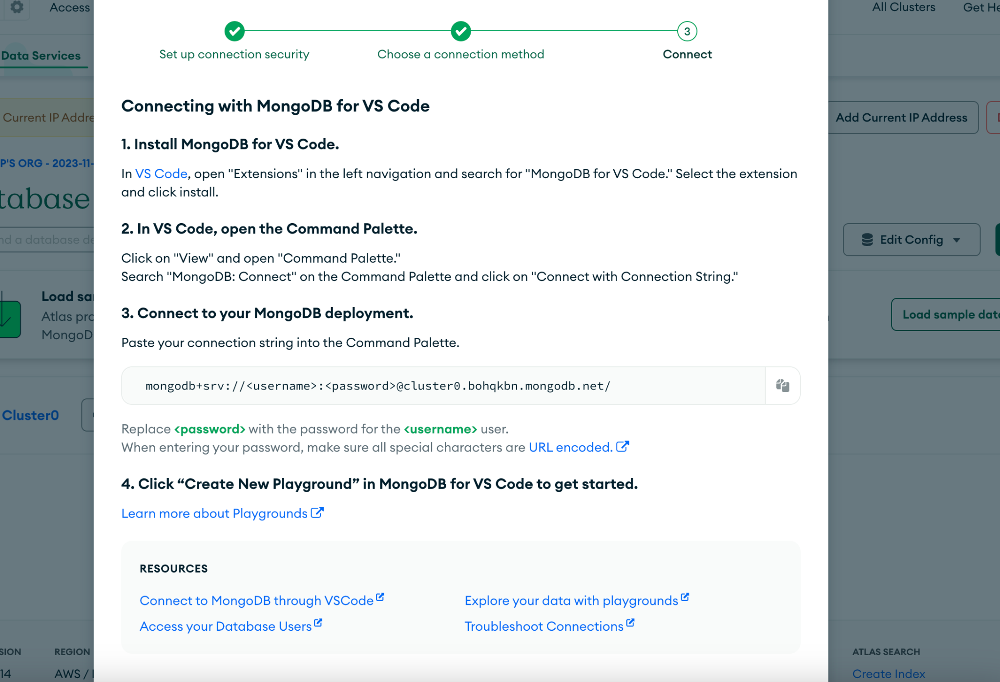 Access
All Clusters
Get He
3
Set up connection security
Choose a connection method
Connect
Data Services
Connecting with MongoDB for VS Code
Current IP Addre
Add Current IP Address
1. Install MongoDB for VS Code.
P'S ORG - 2023-11-
In VS Code, open "Extensions" in the left navigation and search for "MongoDB for VS Code." Select the extension
and click install.
tabase
2. In VS Code, open the Command Palette.
nd a database de
Edit Config
Click on "View" and open "Command Palette."
Search "MongoDB: Connect" on the Command Palette and click on "Connect with Connection String."
Load sa
Atlas pro
MongoD
Load sample dat
3. Connect to your MongoDB deployment.
Paste your connection string into the Command Palette.
mongodb+srv://<username>:<password>@cluster0.bohqkbn.mongodb.net/
Cluster0
Replace <password> with the password for the <username> user.
When entering your password, make sure all special characters are URL encoded.
4. Click “Create New Playground” in MongoDB for VS Code to get started.
Learn more about Playgrounds
RESOURCES
Connect to MongoDB through VSCode
Explore your data with playgrounds
Access your Database Users
Troubleshoot Connections
SION
REGION
ATLAS SEARCH
14
AWS /
Create Index